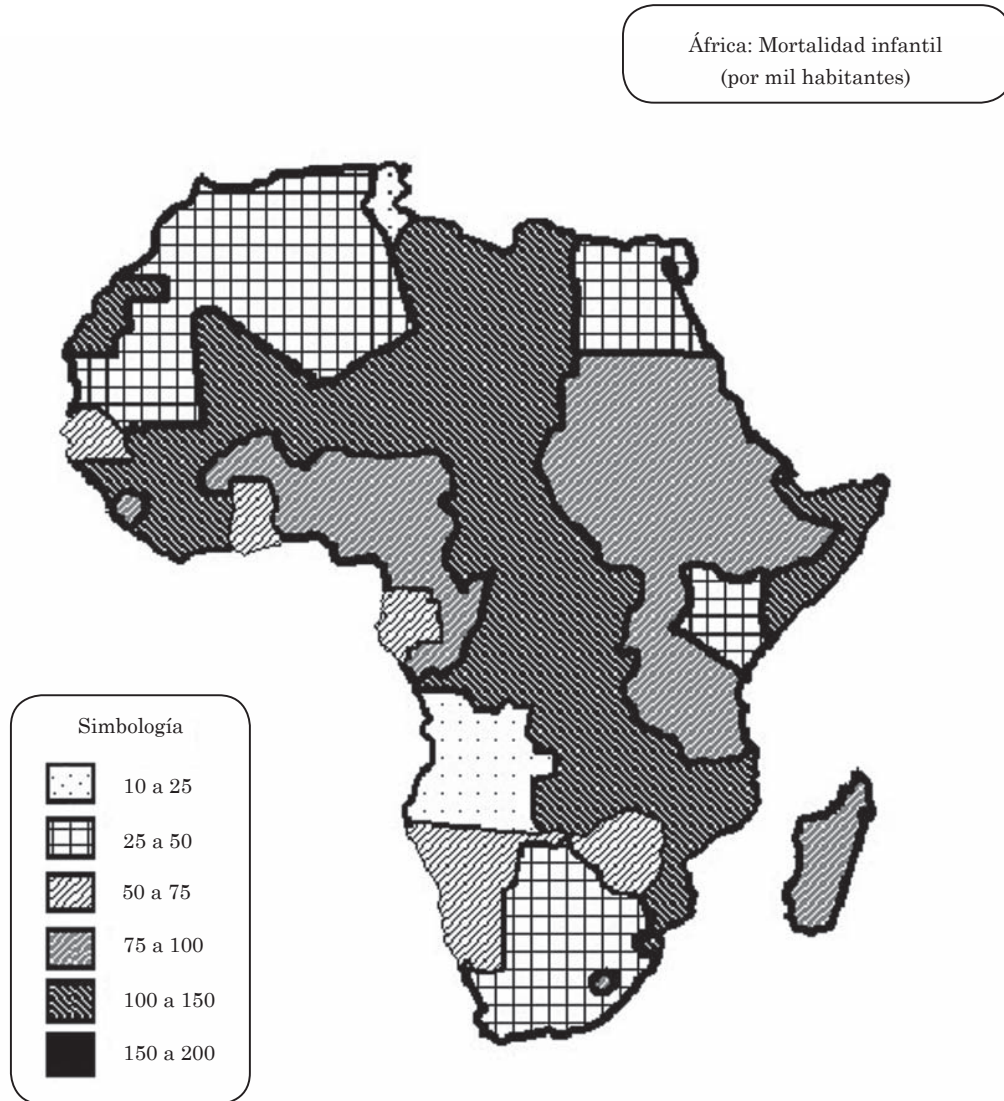 África: Mortalidad infantil
(por mil habitantes)
Simbología
10 a 25
25 a 50
50 a 75
75 a 100
100 a 150
150 a 200